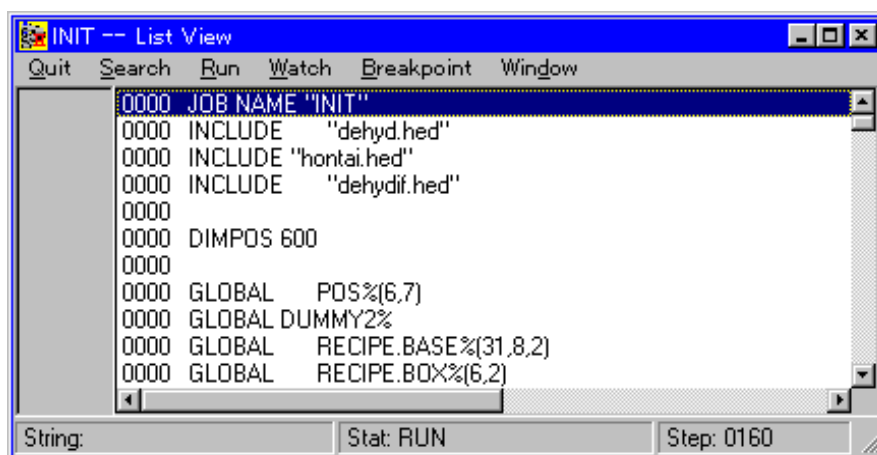 INIT -- List View
Quit Search Run Watch Breakpoint Window
0000 JOB NAME "INIT"
0000 INCLUDE "dehyd.hed"
0000 INCLUDE "hontai.hed"
0000 INCLUDE "dehydif.hed"
0000
0000 DIMPOS 600
0000
0000 GLOBAL POS%(6,7)
0000 GLOBAL DUMMY2%
0000 GLOBAL RECIPE.BASE%(31,8,2)
0000 GLOBAL RECIPE.BOX%(6,2)
String: Stat: RUN Step: 0160